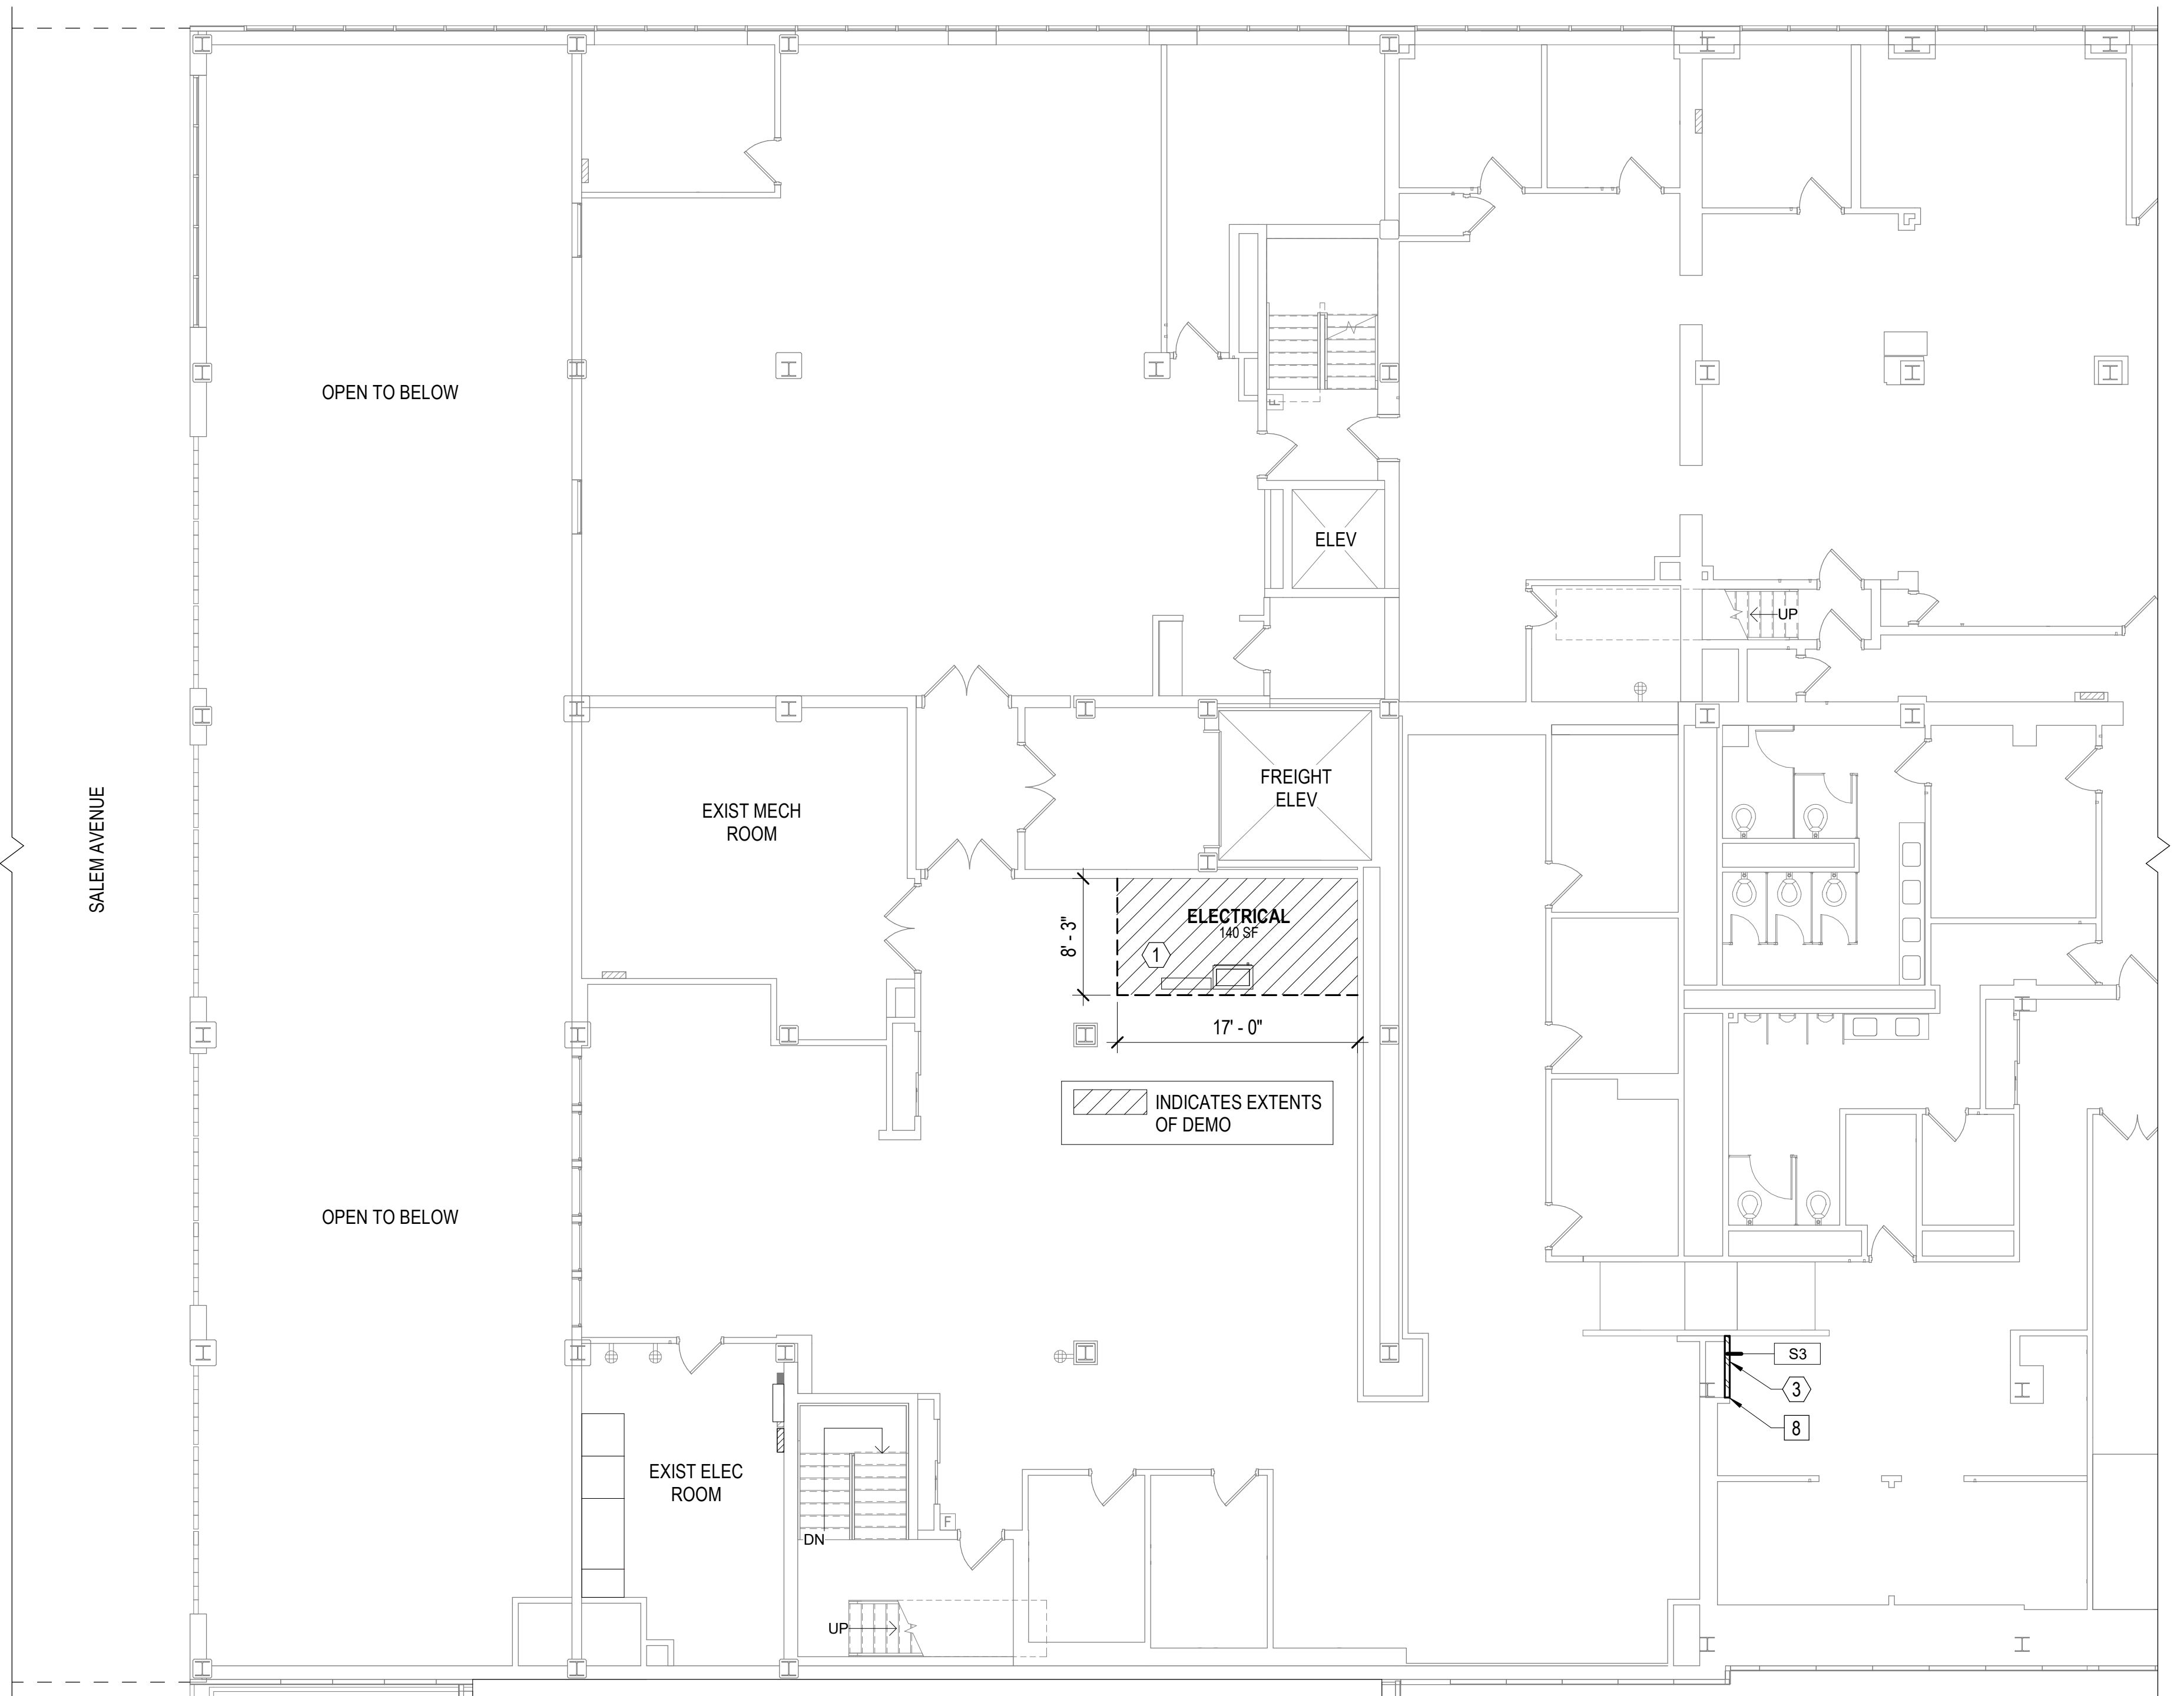 OPEN TO BELOW
F
ELEV
UP
SALEM AVENUE
EXIST MECH
ROOM
FREIGHT
ELEV
ELECTRICAL
140 SF
1
8' - 3"
17' - 0"
INDICATES EXTENTS
OF DEMO
OPEN TO BELOW
S3
3
8
EXIST ELEC
ROOM
F
DN
UP